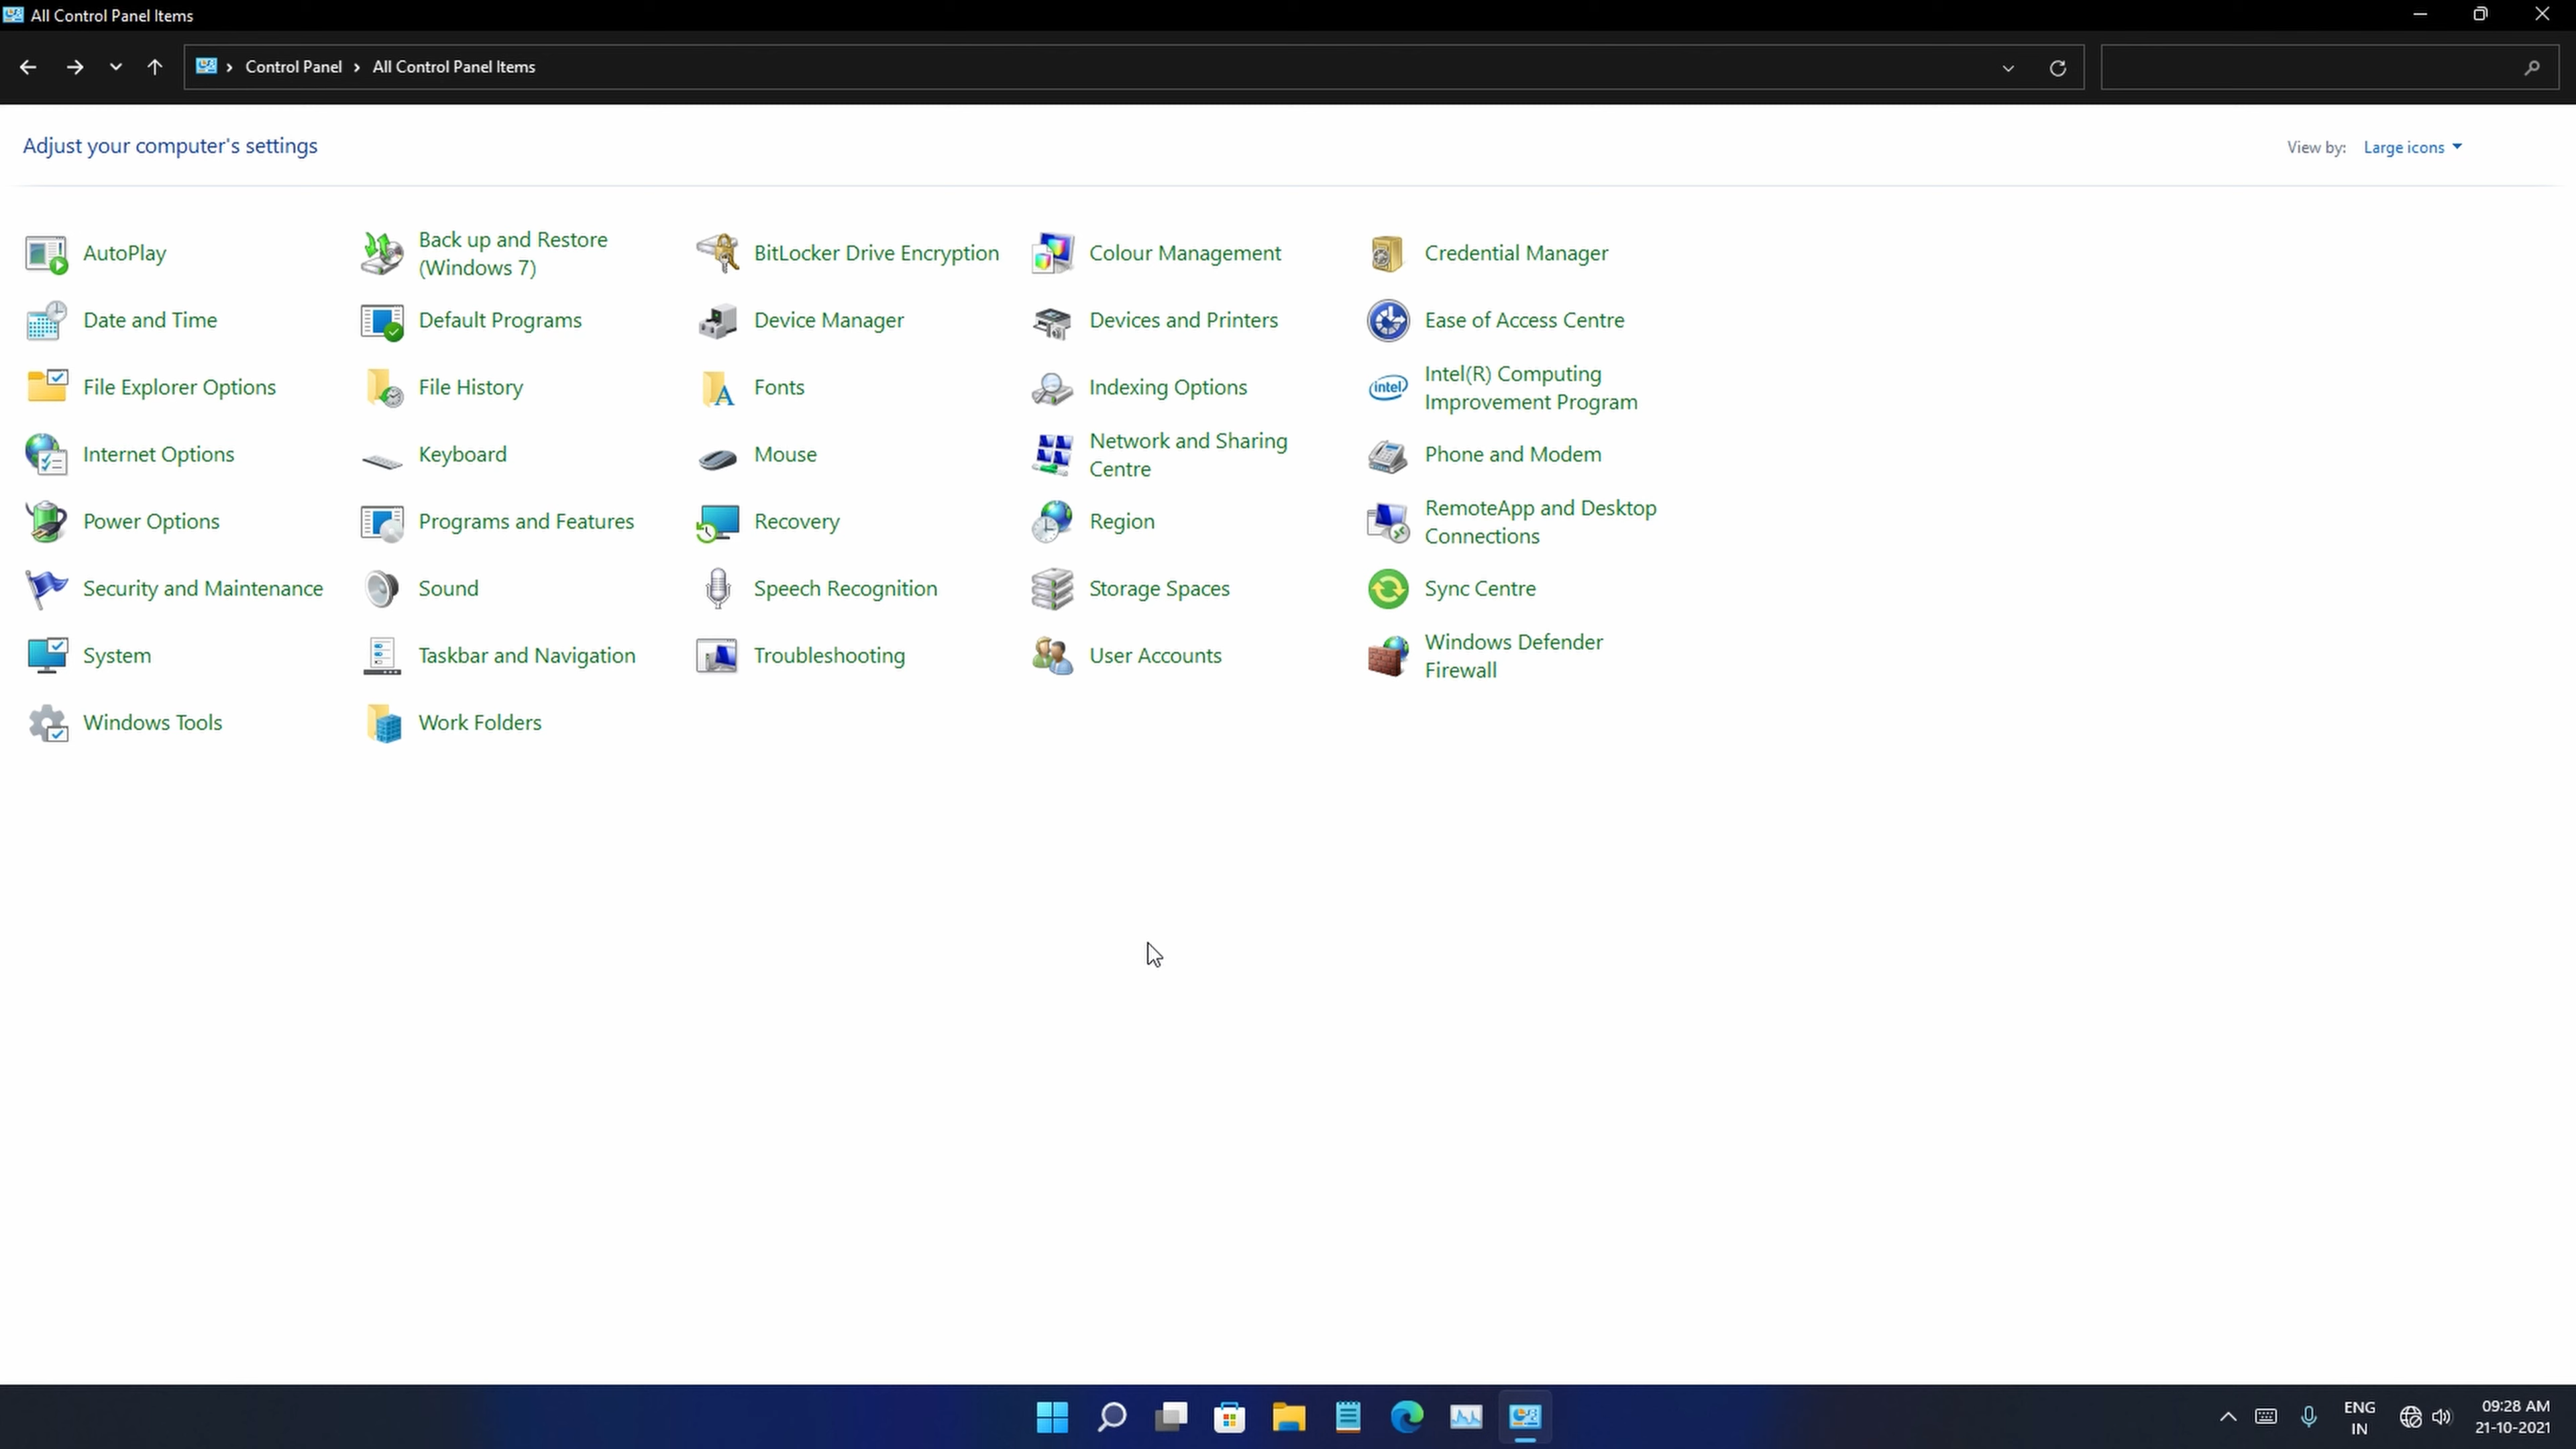 All Control Panel Items
Control Panel > All Control Panel Items
Adjust your computer's settings
View by: Large icons
AutoPlay
Back up and Restore
(Windows 7)
BitLocker Drive Encryption
Colour Management
Credential Manager
Date and Time
Default Programs
Device Manager
Devices and Printers
Ease of Access Centre
File Explorer Options
File History
Fonts
Indexing Options
intel
Intel(R) Computing
Improvement Program
Internet Options
Keyboard
Mouse
Network and Sharing
Centre
Phone and Modem
Power Options
Programs and Features
Recovery
Region
RemoteApp and Desktop
Connections
Security and Maintenance
Sound
Speech Recognition
Storage Spaces
Sync Centre
System
Taskbar and Navigation
Troubleshooting
User Accounts
Windows Defender
Firewall
Windows Tools
Work Folders
ENG
IN
09:28 AM
21-10-2021